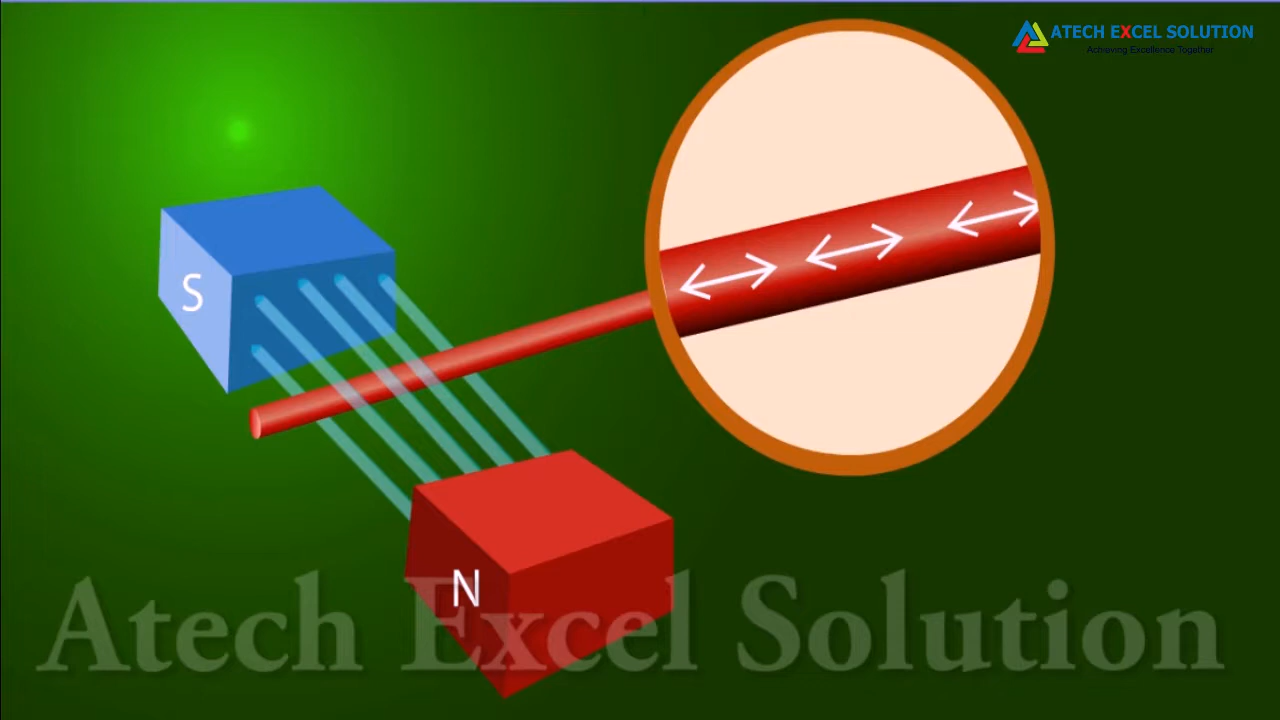 ATECH EXCEL SOLUTION
Achieving Excellence Together
S
N
Atech Excel Solution